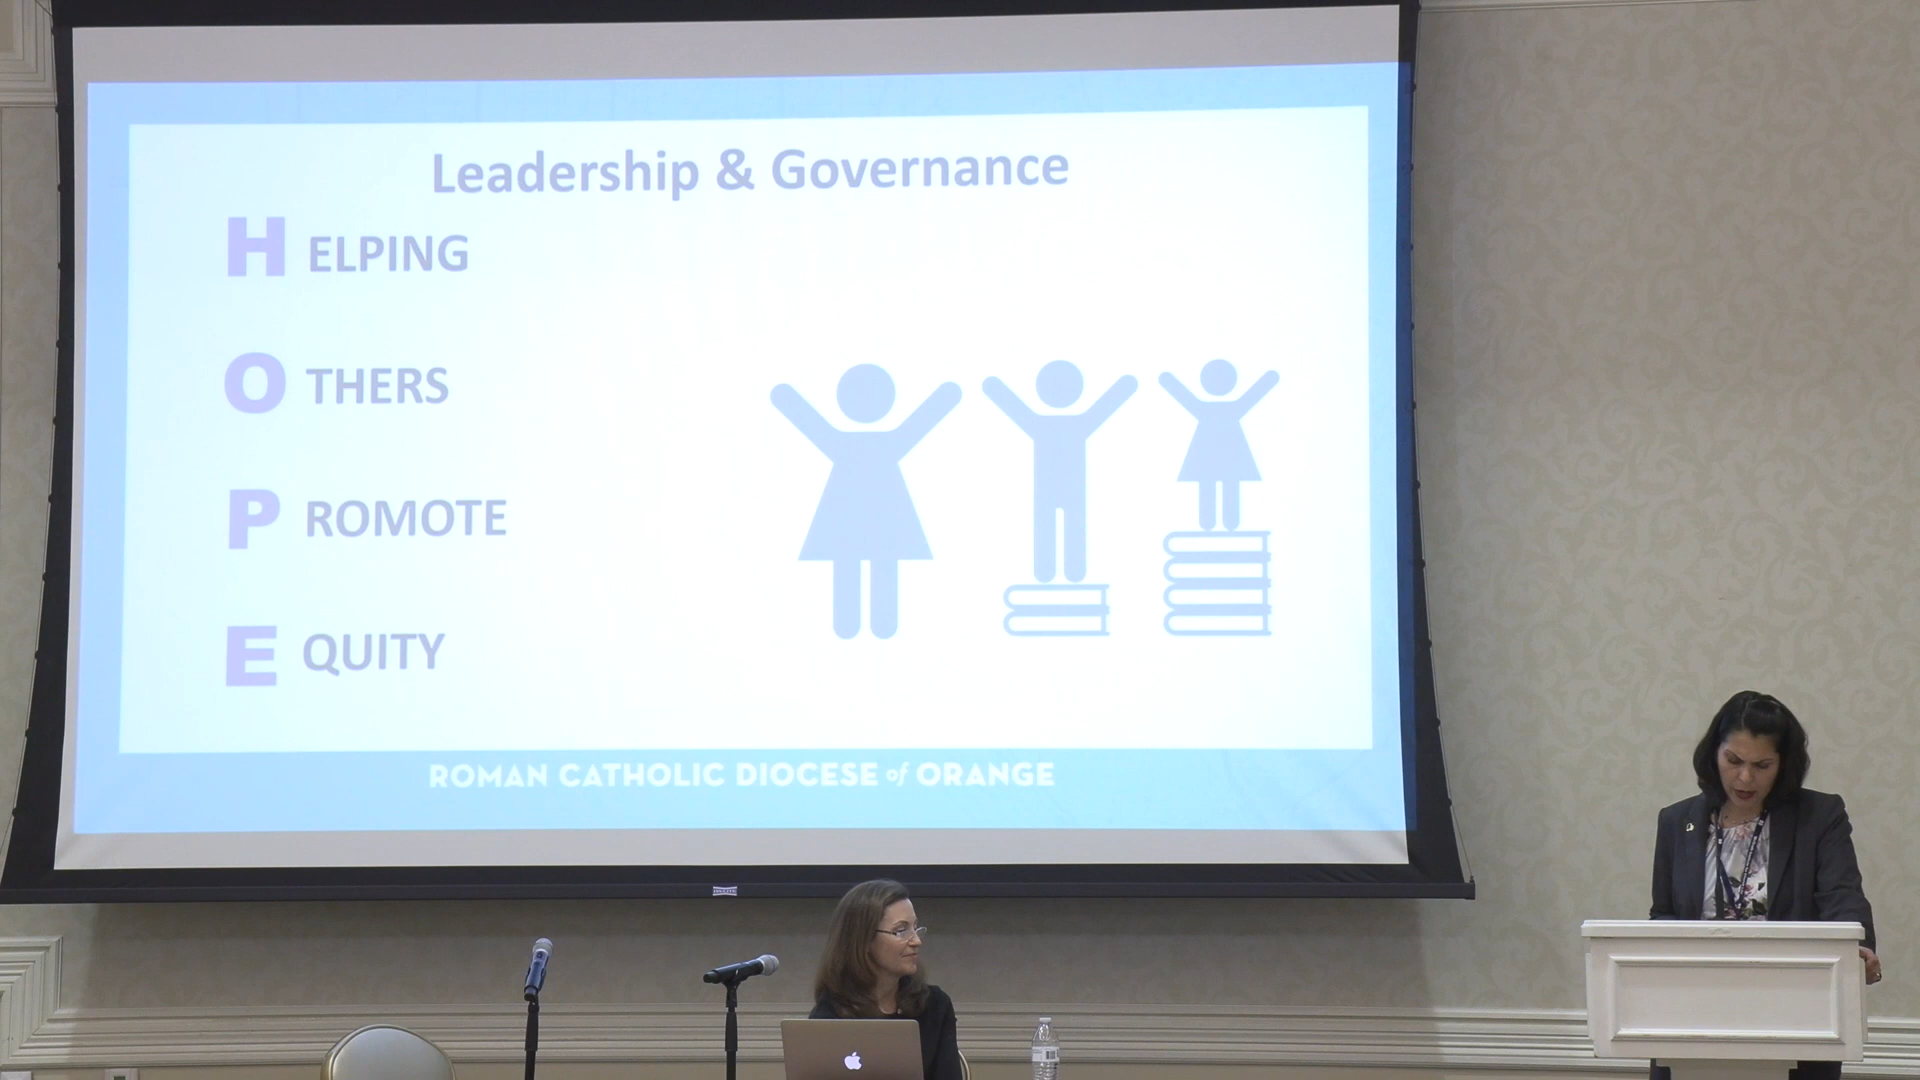 Leadership & Governance
HELPING
OTHERS
PROMOTE
EQUITY
ROMAN CATHOLIC DIOCESE of ORANGE